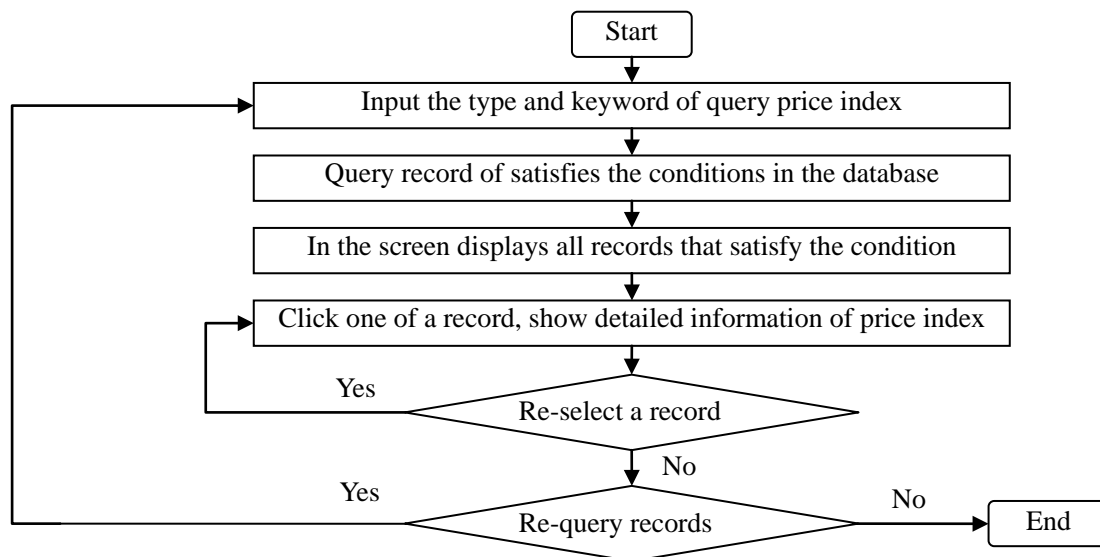 Start
Input the type and keyword of query price index
Query record of satisfies the conditions in the database
In the screen displays all records that satisfy the condition
Click one of a record, show detailed information of price index
Yes
Re-select a record
No
Yes
Re-query records
No
End